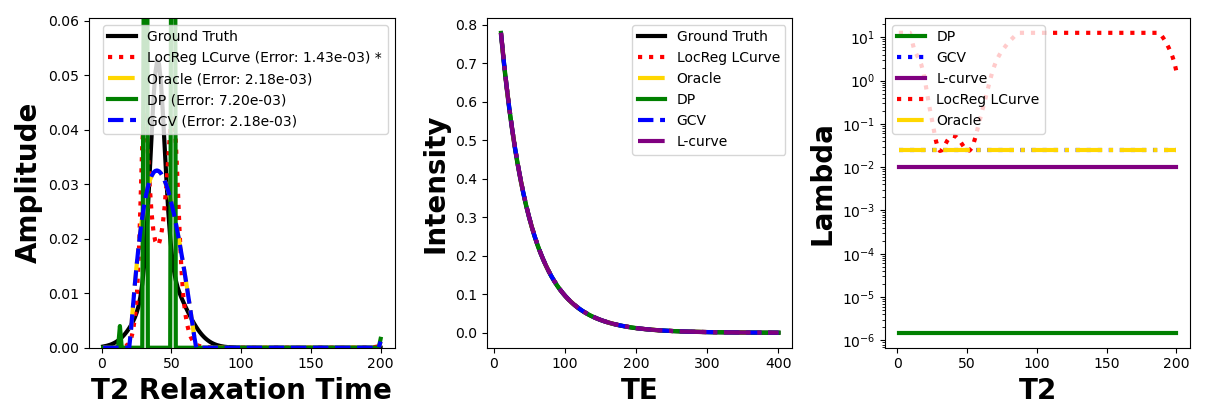 Amplitude
0.06
0.05
0.04
0.03
0.02
0.01
0.00
Ground Truth
LocReg LCurve (Error: 1.43e-03) *
Oracle (Error: 2.18e-03)
DP (Error: 7.20e-03)
GCV (Error: 2.18e-03)
0 50 100 150 200
T2 Relaxation Time
Intensity
0.8
0.7
0.6
0.5
0.4
0.3
0.2
0.1
0.0
Ground Truth
LocReg LCurve
Oracle
DP
GCV
L-curve
0 100 200 300 400
TE
Lambda
10¹
10⁰
10⁻¹
10⁻²
10⁻³
10⁻⁴
10⁻⁵
10⁻⁶
DP
GCV
L-curve
LocReg LCurve
Oracle
0 50 100 150 200
T2